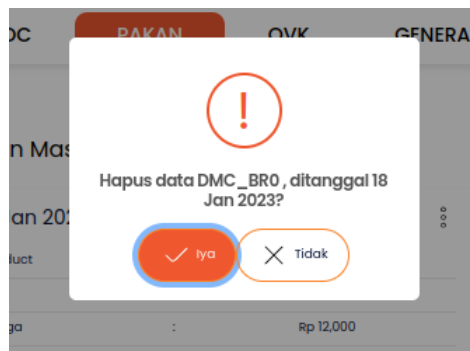 OC PAKAN OVK GENERA
!
n Mas
Hapus data DMC_BR0 , ditanggal 18
Jan 2023?
an 202
duct
Iya Tidak
ga : Rp 12,000